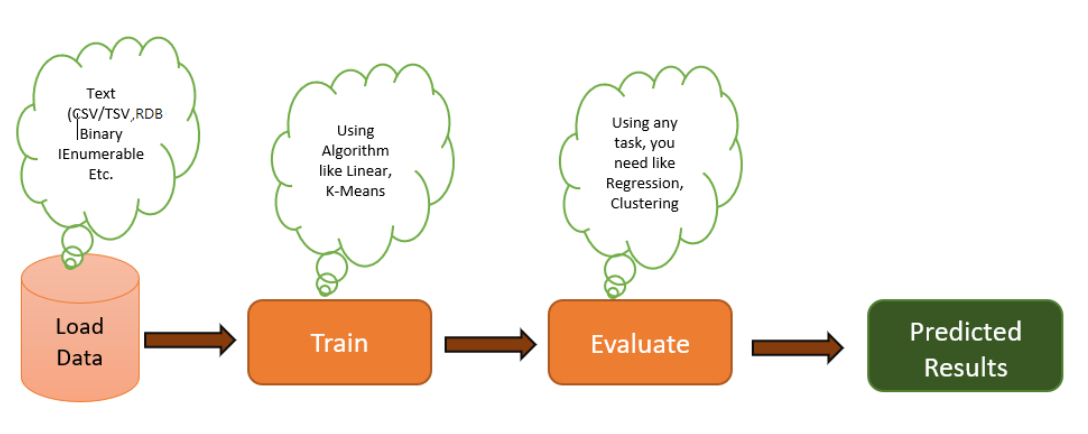 Text
(CSV/TSV,RDB
Binary
IEnumerable
Etc.
Using
Algorithm
like Linear,
K-Means
Using any
task, you
need like
Regression,
Clustering
Load
Data
Train
Evaluate
Predicted
Results